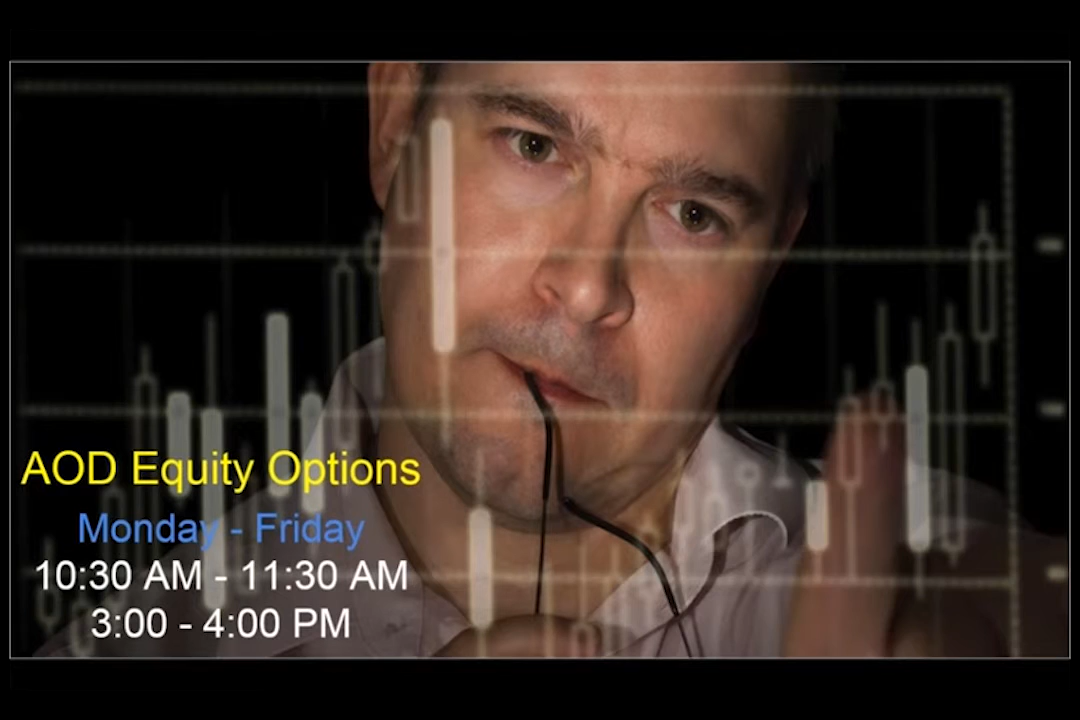 AOD Equity Options
Monday - Friday
10:30 AM - 11:30 AM
3:00 - 4:00 PM